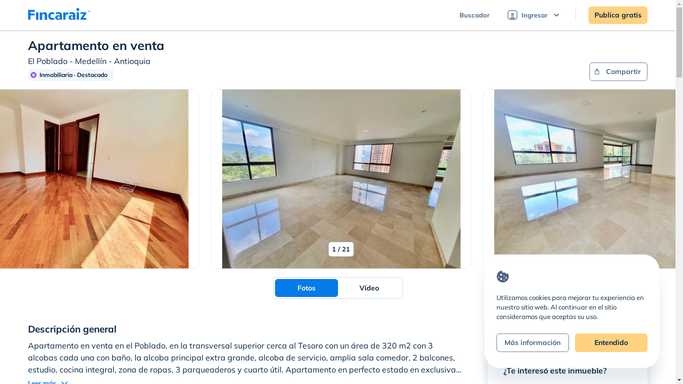 Fincaraiz
Buscador
Ingresar
Publica gratis
Apartamento en venta
El Poblado - Medellín - Antioquia
Inmobiliaria · Destacado
Compartir
1 / 21
Fotos
Video
Utilizamos cookies para mejorar tu experiencia en
nuestro sitio web. Al continuar en el sitio
consideramos que aceptas su uso.
Más información
Entendido
Descripción general
Apartamento en venta en el Poblado, en la transversal superior cerca al Tesoro con un área de 320 m2 con 3
alcobas cada una con baño, la alcoba principal extra grande, alcoba de servicio, amplia sala comedor, 2 balcones,
estudio, cocina integral, zona de ropas, 3 parqueaderos y cuarto útil. Apartamento en perfecto estado en exclusiva...
Leer más
¿Te interesó este inmueble?